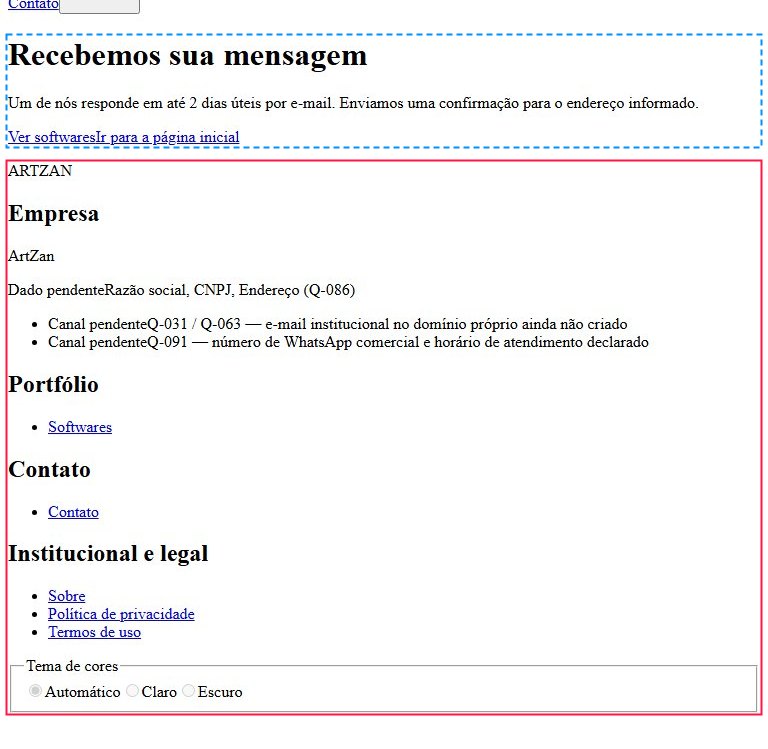 Contato
Recebemos sua mensagem
Um de nós responde em até 2 dias úteis por e-mail. Enviamos uma confirmação para o endereço informado.
Ver softwaresIr para a página inicial
ARTZAN
Empresa
ArtZan
Dado pendenteRazão social, CNPJ, Endereço (Q-086)
Canal pendenteQ-031 / Q-063 — e-mail institucional no domínio próprio ainda não criado
Canal pendenteQ-091 — número de WhatsApp comercial e horário de atendimento declarado
Portfólio
Softwares
Contato
Contato
Institucional e legal
Sobre
Política de privacidade
Termos de uso
Tema de cores
Automático Claro Escuro